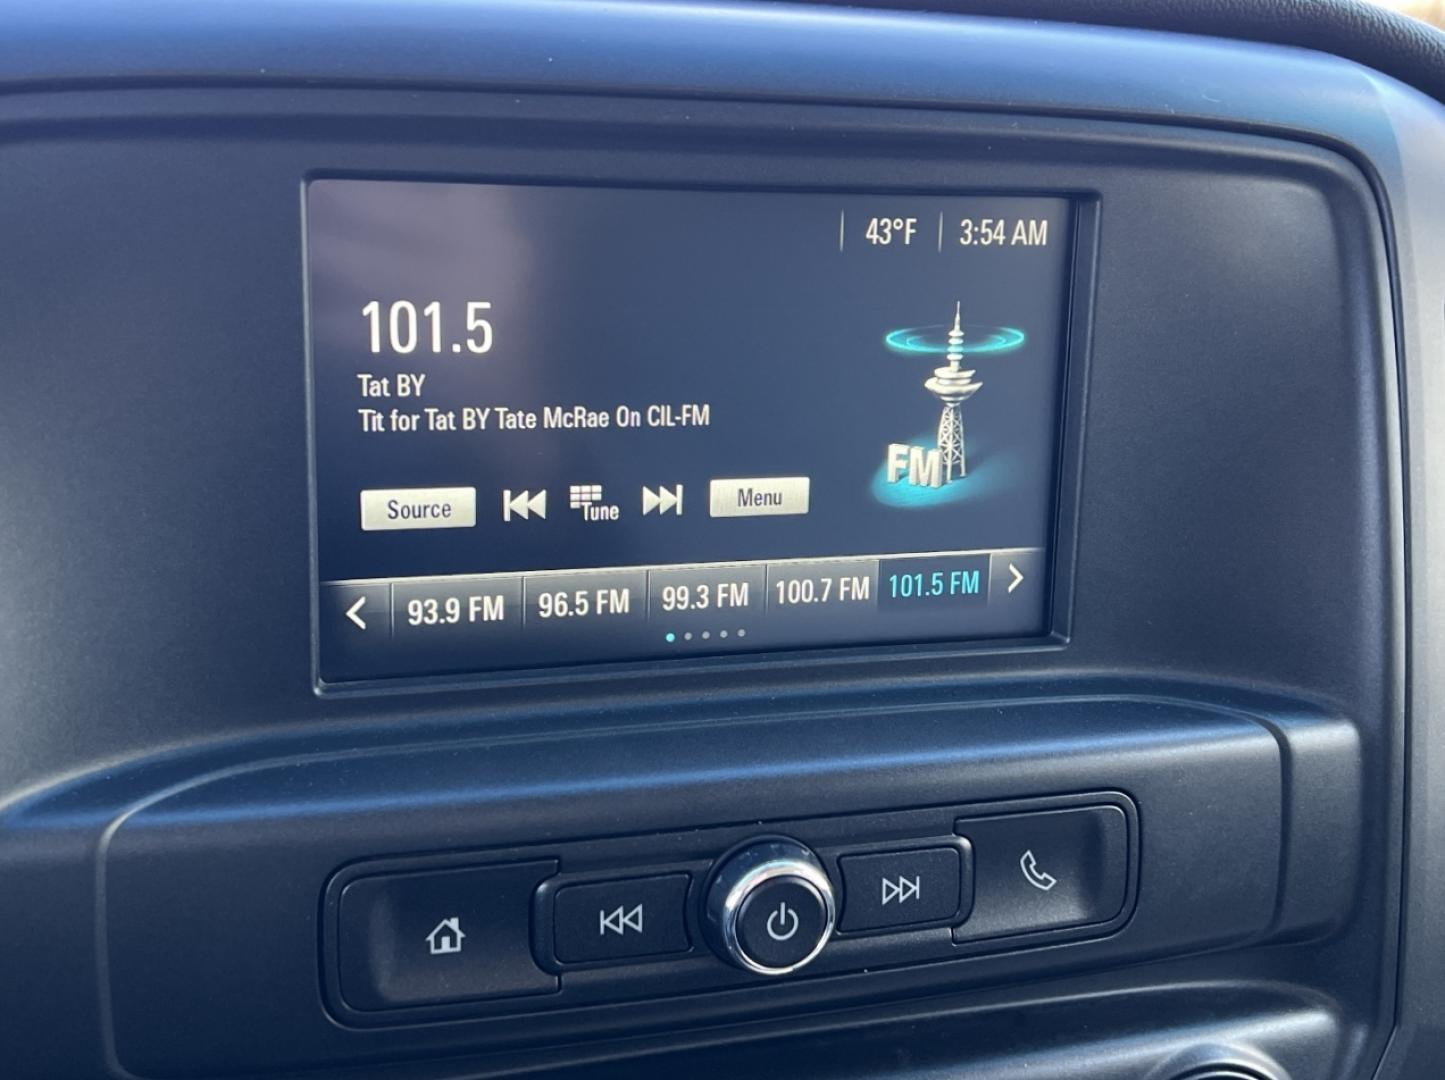 43°F 3:54 AM
101.5
Tat BY
Tit for Tat BY Tate McRae On CIL-FM
FM
Source Tune Menu
93.9 FM 96.5 FM 99.3 FM 100.7 FM 101.5 FM